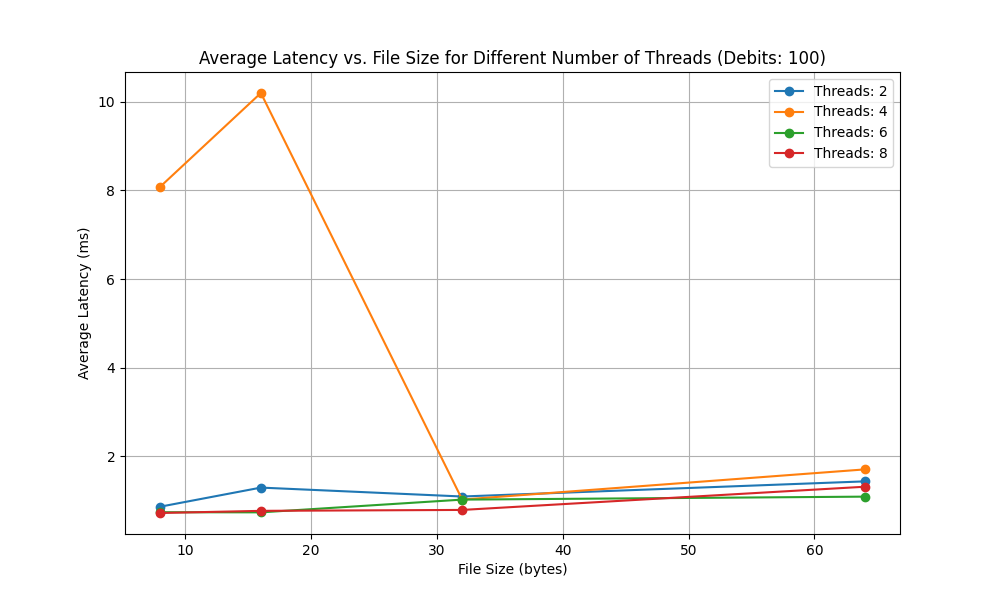 Average Latency vs. File Size for Different Number of Threads (Debits: 100)
Threads: 2
Threads: 4
Threads: 6
Threads: 8
Average Latency (ms)
10
8
6
4
2
10 20 30 40 50 60
File Size (bytes)